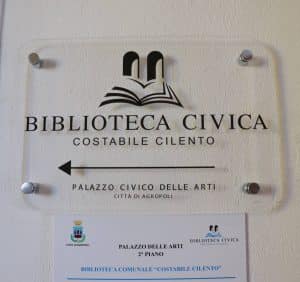 BIBLIOTECA CIVICA
COSTABILE CILENTO
PALAZZO CIVICO DELLE ARTI
CITTÀ DI AGROPOLI
PALAZZO DELLE ARTI
2° PIANO
BIBLIOTECA CIVICA
BIBLIOTECA COMUNALE "COSTABILE CILENTO"